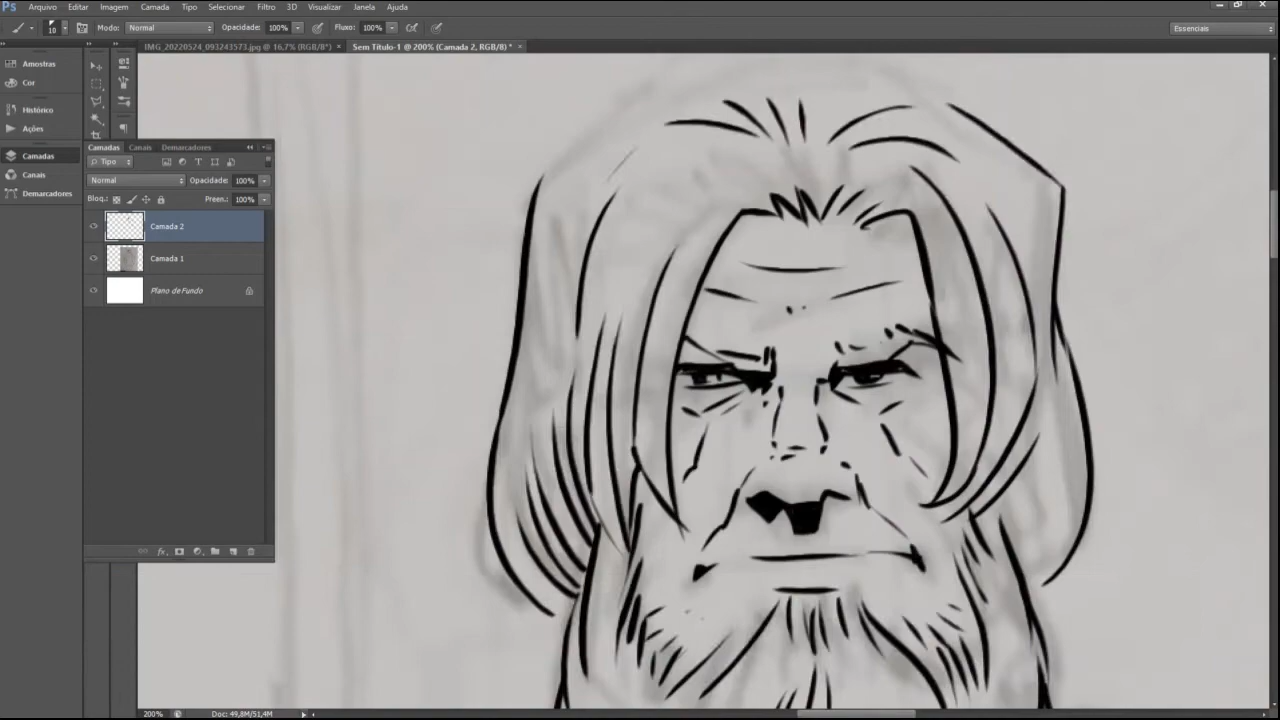 Ps Arquivo Editar Imagem Camada Tipo Selecionar Filtro 3D Visualizar Janela Ajuda
10 Modo: Normal Opacidade: 100% Fluxo: 100% Essenciais
IMG_20220524_093243573.jpg @ 16,7% (RGB/8*) × Sem Título-1 @ 200% (Camada 2, RGB/8) * ×
Amostras
Cor
Histórico
Ações
Camadas
Canais
Demarcadores
Camadas Canais Demarcadores
Tipo
Normal Opacidade: 100%
Bloq.: Preen.: 100%
Camada 2
Camada 1
Plano de Fundo
fx
200% Doc: 49,8M/51,4M